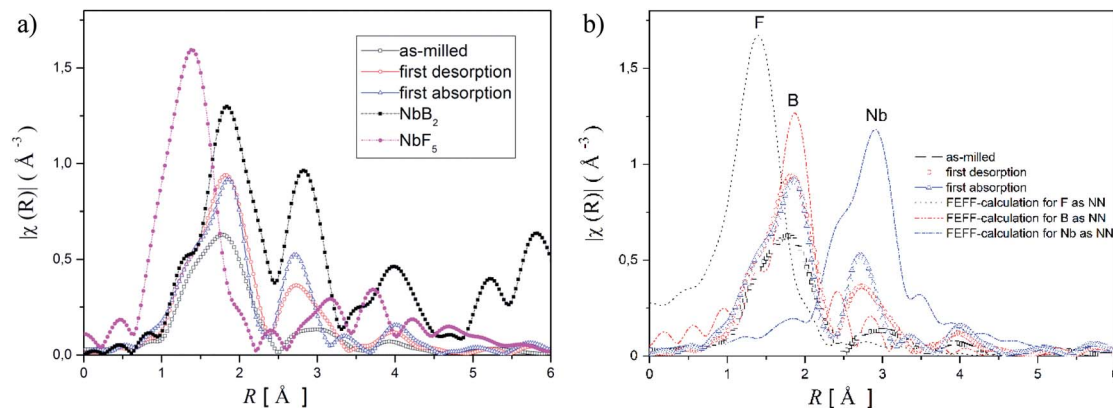 a)
|χ(R)| ( Å⁻³)
1,5
1,0
0,5
0,0
0 1 2 3 4 5 6
R [ Å]
as-milled
first desorption
first absorption
NbB₂
NbF₅
b)
|χ(R)| ( Å⁻³)
1,5
1,0
0,5
0,0
0 1 2 3 4 5 6
R [ Å]
F
B
Nb
as-milled
first desorption
first absorption
FEFF-calculation for F as NN
FEFF-calculation for B as NN
FEFF-calculation for Nb as NN